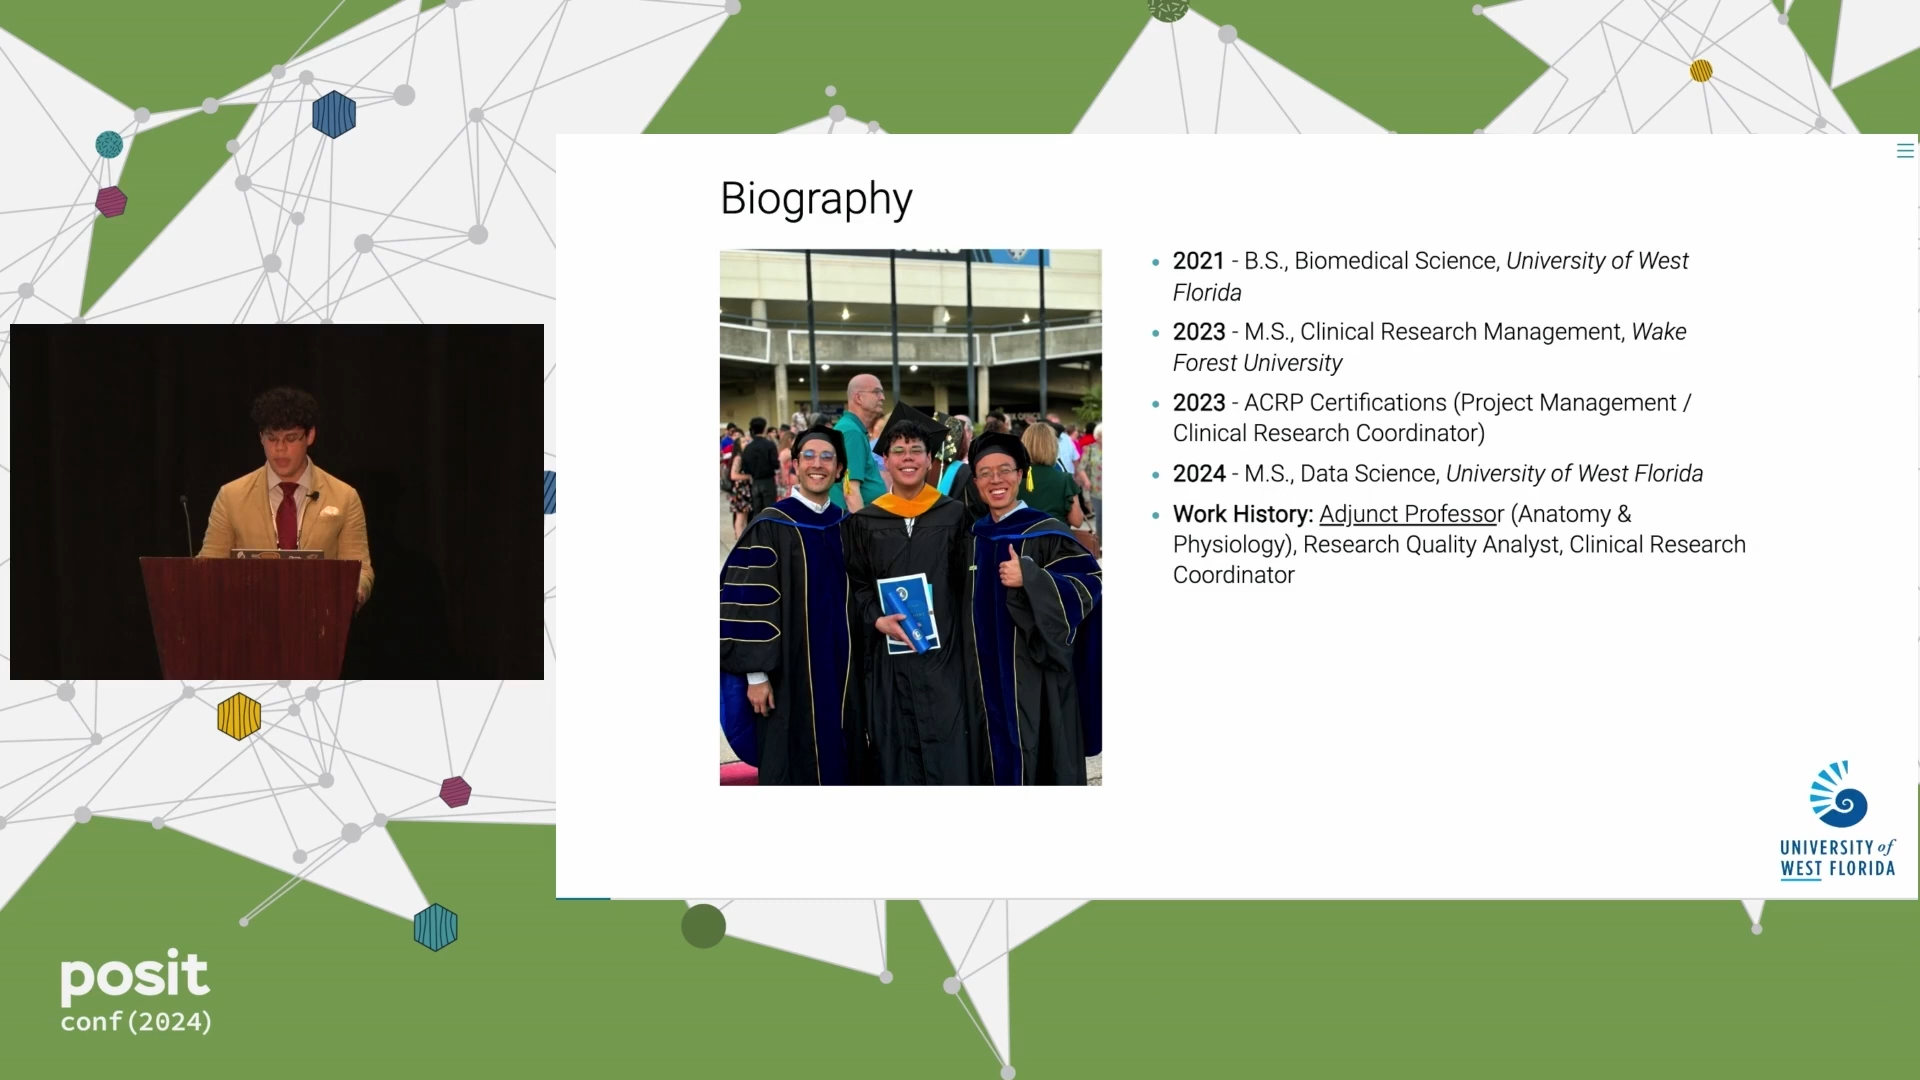 Biography
2021 - B.S., Biomedical Science, University of West
Florida
2023 - M.S., Clinical Research Management, Wake
Forest University
2023 - ACRP Certifications (Project Management /
Clinical Research Coordinator)
2024 - M.S., Data Science, University of West Florida
Work History: Adjunct Professor (Anatomy &
Physiology), Research Quality Analyst, Clinical Research
Coordinator
UNIVERSITY of
WEST FLORIDA
posit
conf(2024)